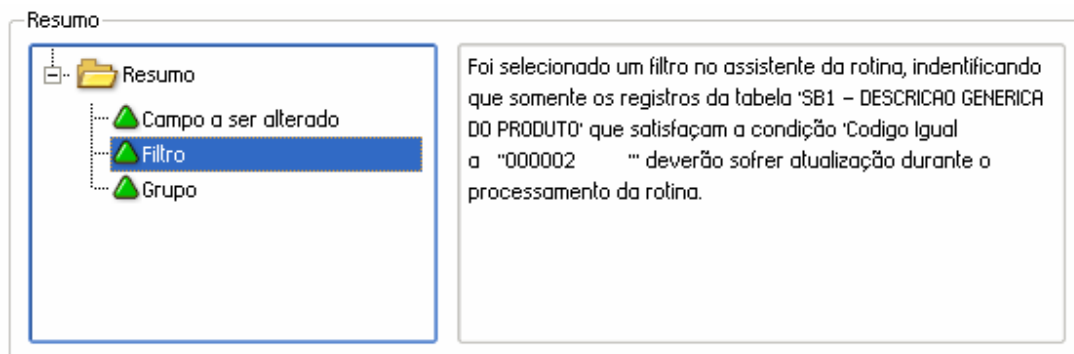 Resumo
Resumo
Campo a ser alterado
Filtro
Grupo
Foi selecionado um filtro no assistente da rotina, indentificando
que somente os registros da tabela 'SB1 - DESCRICAO GENERICA
DO PRODUTO' que satisfaçam a condição 'Codigo Igual
a "000002 "' deverão sofrer atualização durante o
processamento da rotina.